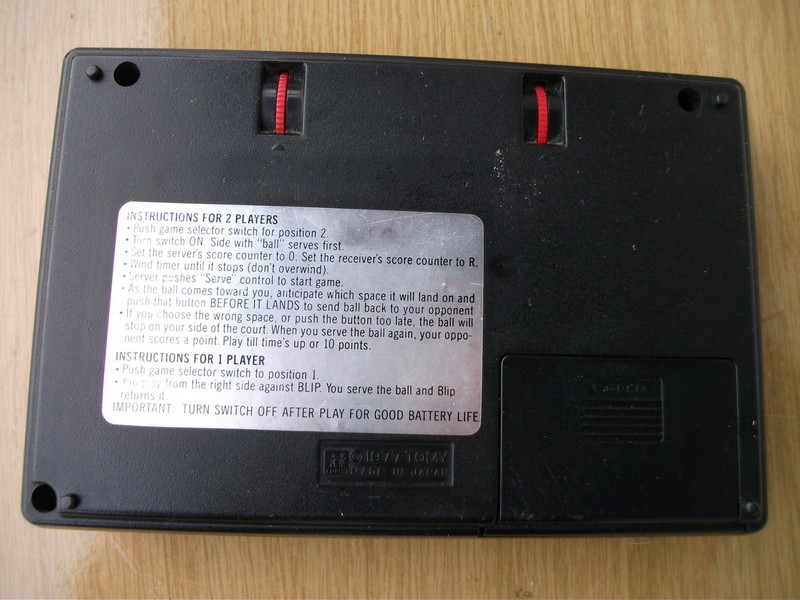 INSTRUCTIONS FOR 2 PLAYERS
• Push game selector switch for position 2.
• Turn switch ON. Side with "ball" serves first.
• Set the server's score counter to 0. Set the receiver's score counter to R.
• Wind timer until it stops (don't overwind).
• Server pushes "Serve" control to start game.
• As the ball comes toward you, anticipate which space it will land on and
push that button BEFORE IT LANDS to send ball back to your opponent
• If you choose the wrong space, or push the button too late, the ball will
stop on your side of the court. When you serve the ball again, your oppo-
nent scores a point. Play till time's up or 10 points.
INSTRUCTIONS FOR 1 PLAYER
• Push game selector switch to position 1.
• You play from the right side against BLIP. You serve the ball and Blip
returns it.
IMPORTANT: TURN SWITCH OFF AFTER PLAY FOR GOOD BATTERY LIFE
OPEN
TOMY
©1977 TOMY
MADE IN JAPAN